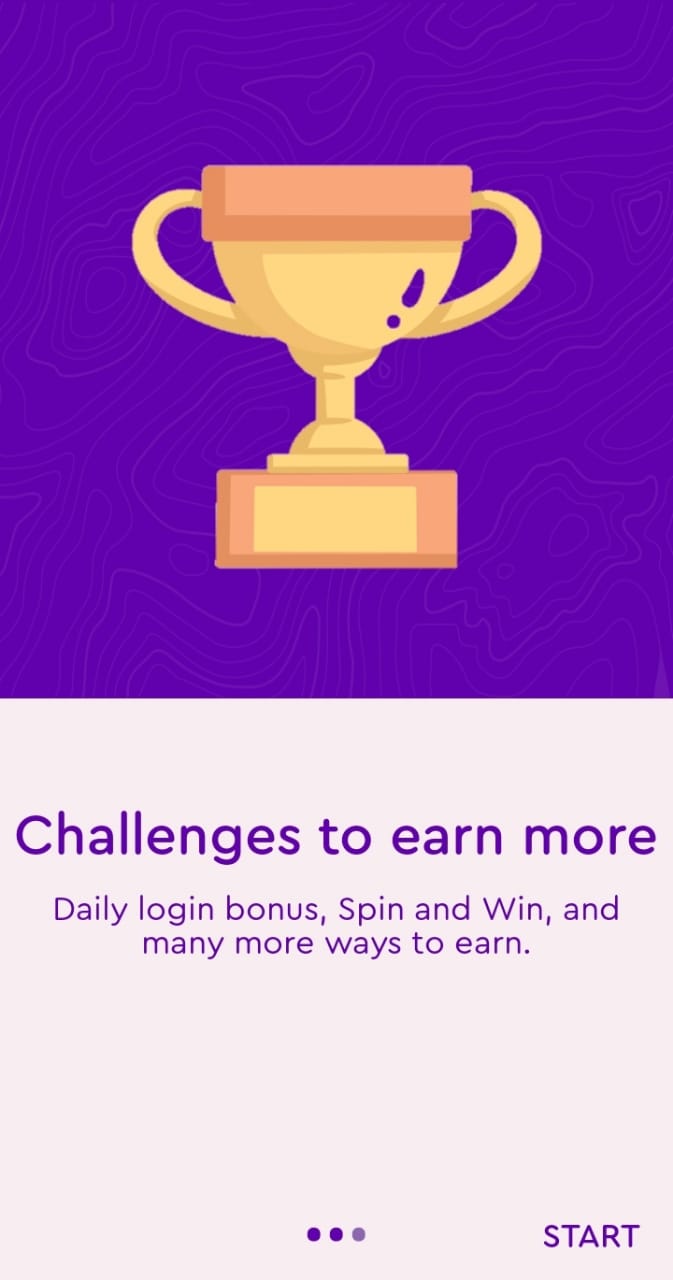 Challenges to earn more
Daily login bonus, Spin and Win, and
many more ways to earn.
START